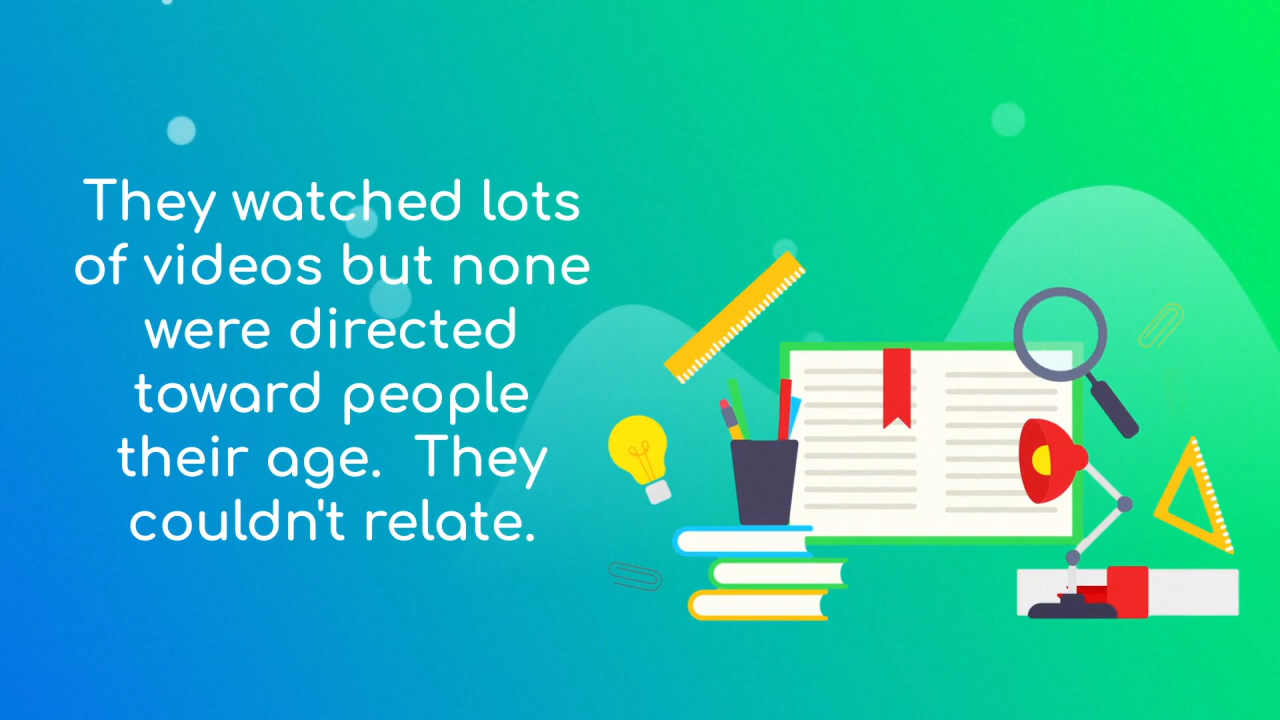 They watched lots
of videos but none
were directed
toward people
their age.  They
couldn't relate.